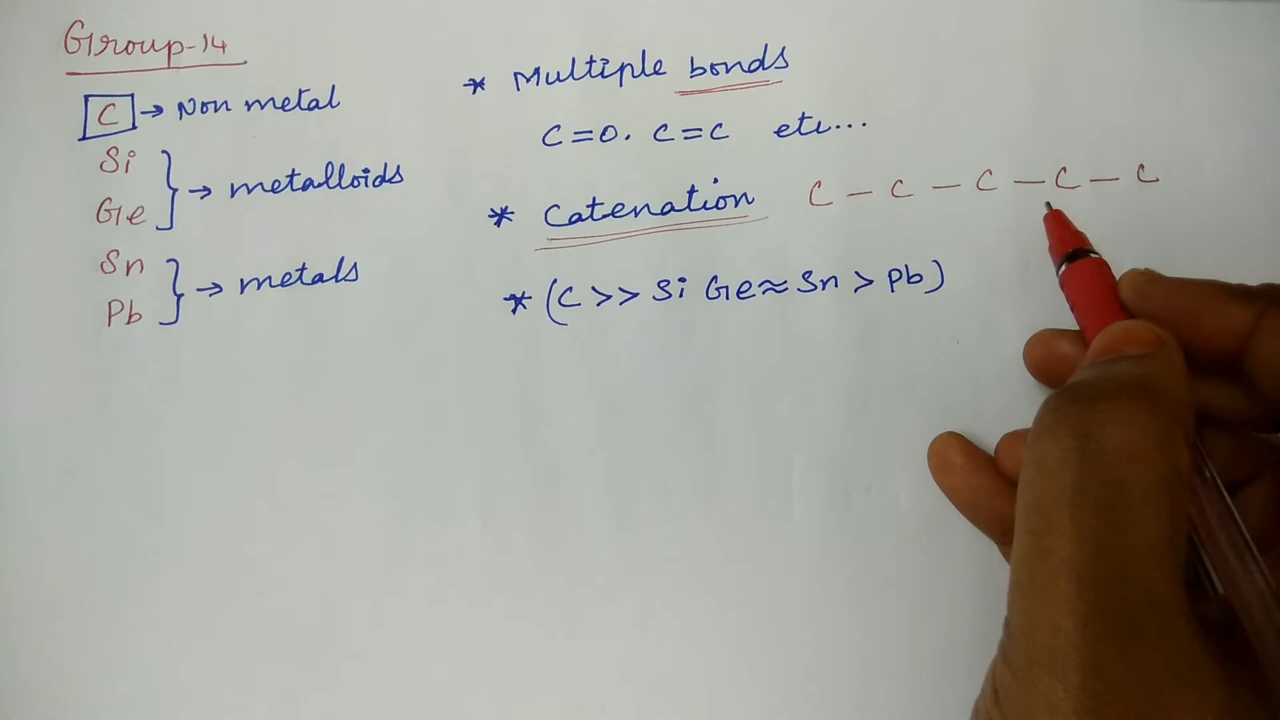 Group-14
C → Non metal
Si
Ge } → metalloids
Sn
Pb } → metals
* Multiple bonds
C=O. C=C etc...
* Catenation C - C - C - C - C
* (C >> Si Ge ≈ Sn > Pb)